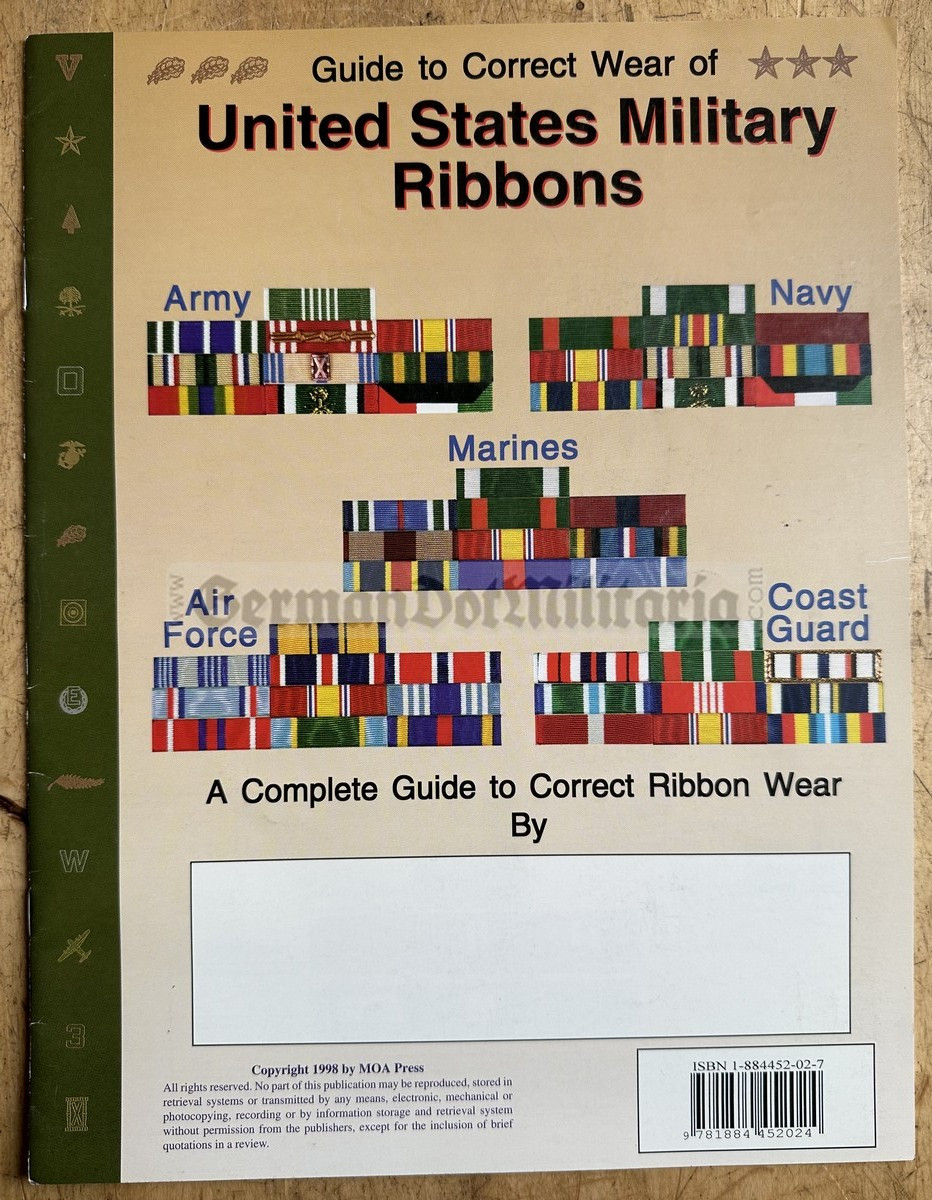 Guide to Correct Wear of
United States Military
Ribbons
Army
Navy
Marines
www.GermanDotMilitaria.com
Air
Force
Coast
Guard
A Complete Guide to Correct Ribbon Wear
By
Copyright 1998 by MOA Press
All rights reserved. No part of this publication may be reproduced, stored in
retrieval systems or transmitted by any means, electronic, mechanical or
photocopying, recording or by information storage and retrieval system
without permission from the publishers, except for the inclusion of brief
quotations in a review.
ISBN 1-884452-02-7
9 781884 452024
V
O
E
W
3